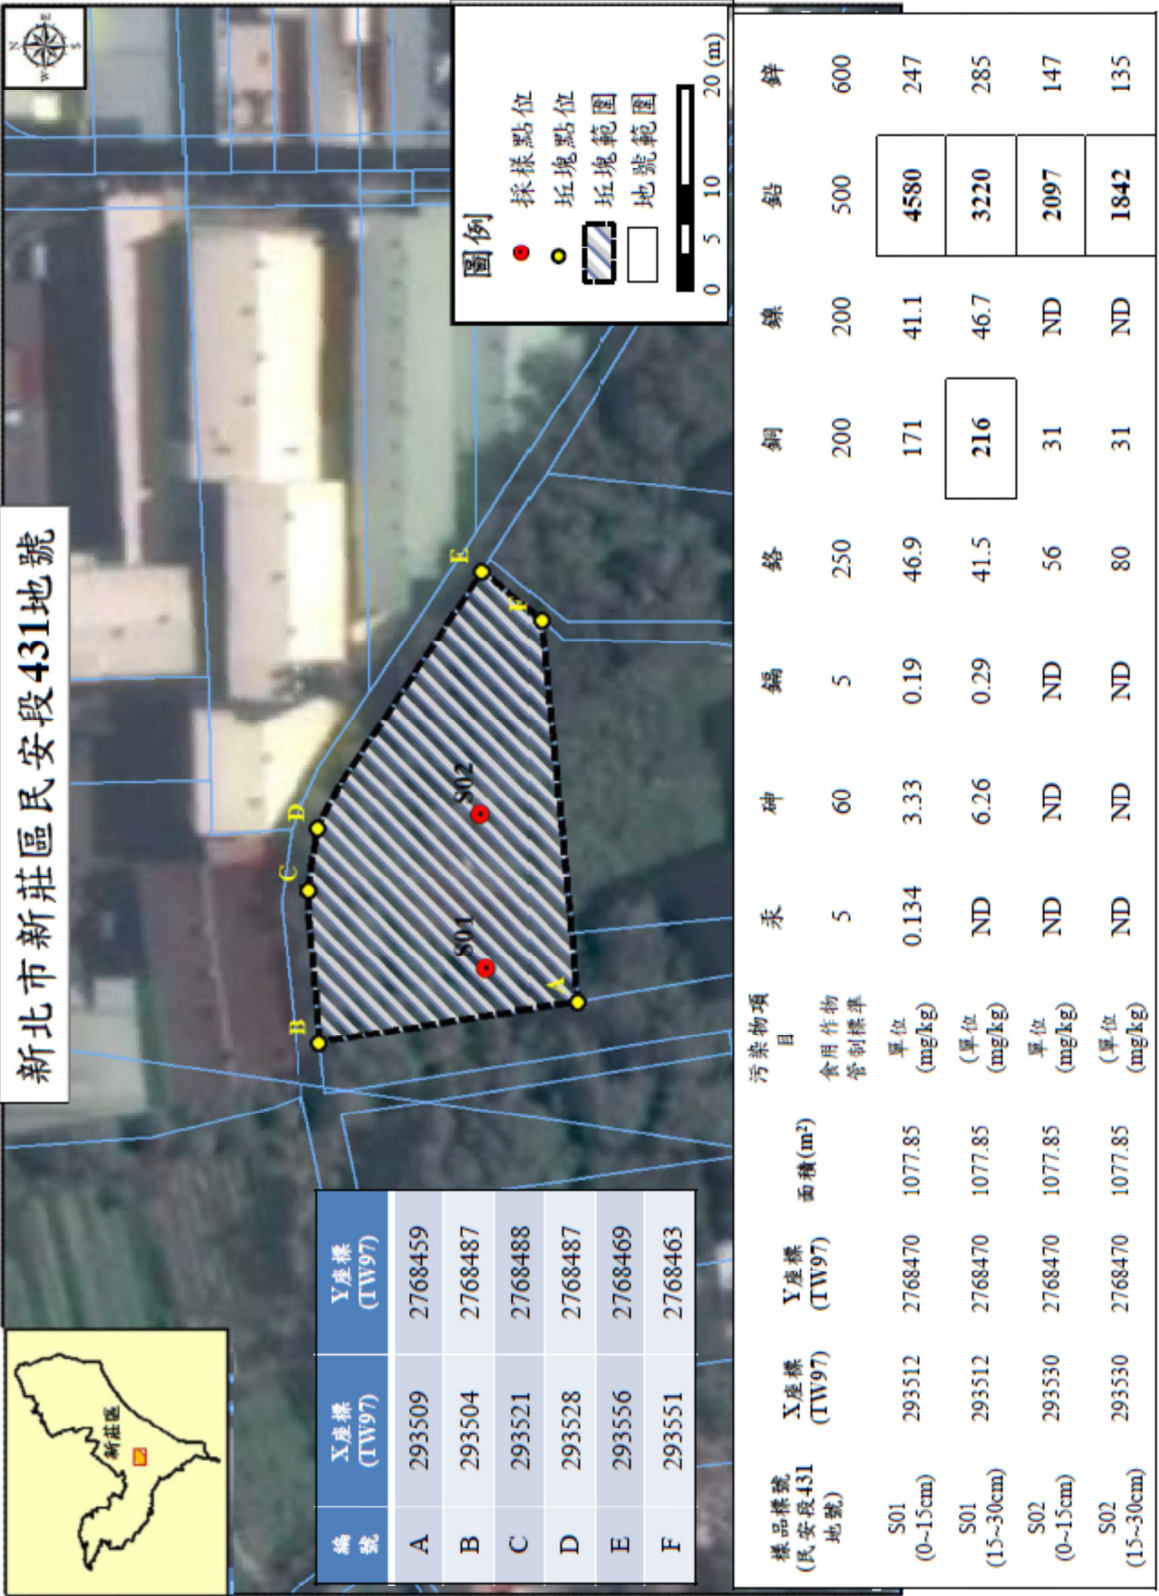 新北市新莊區民安段431地號
N
E
S
W
新莊區
B
C
D
E
F
A
S01
S02
圖例
採樣點位
坵塊點位
坵塊範圍
地號範圍
0 5 10 20 (m)
編號 X座標(TW97) Y座標(TW97)
A 293509 2768459
B 293504 2768487
C 293521 2768488
D 293528 2768487
E 293556 2768469
F 293551 2768463
樣品標號(民安段431地號) X座標(TW97) Y座標(TW97) 面積(m²) 污染物項目 汞 砷 鎘 鉻 銅 鎳 鉛 鋅
食用作物管制標準 5 60 5 250 200 200 500 600
S01 (0~15cm) 293512 2768470 1077.85 單位(mg/kg) 0.134 3.33 0.19 46.9 171 41.1 4580 247
S01 (15~30cm) 293512 2768470 1077.85 (單位(mg/kg) ND 6.26 0.29 41.5 216 46.7 3220 285
S02 (0~15cm) 293530 2768470 1077.85 單位(mg/kg) ND ND ND 56 31 ND 2097 147
S02 (15~30cm) 293530 2768470 1077.85 (單位(mg/kg) ND ND ND 80 31 ND 1842 135